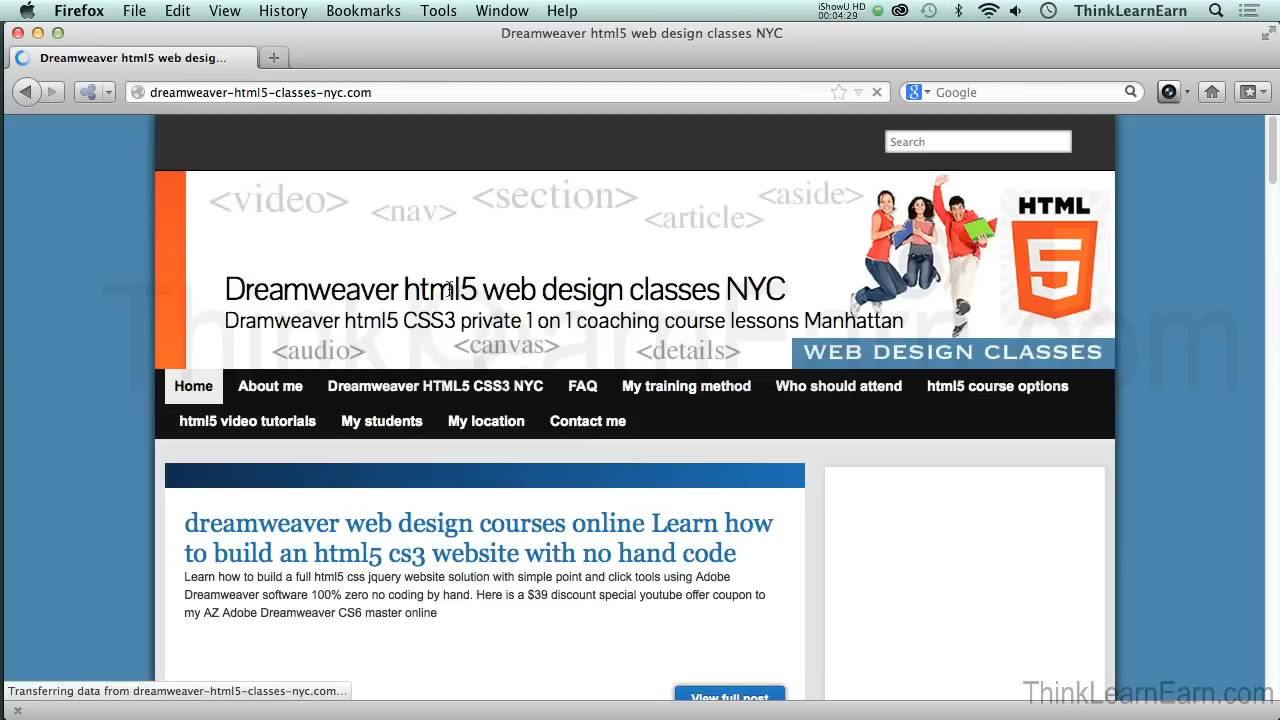 Firefox File Edit View History Bookmarks Tools Window Help iShowU HD 00:04:29 ThinkLearnEarn
Dreamweaver html5 web design classes NYC
Dreamweaver html5 web desig...
dreamweaver-html5-classes-nyc.com Google
Search
<video> <nav> <section> <article> <aside>
HTML
5
Dreamweaver html5 web design classes NYC
Dramweaver html5 CSS3 private 1 on 1 coaching course lessons Manhattan
<audio> <canvas> <details> WEB DESIGN CLASSES
ThinkLearnEarn.com
Home About me Dreamweaver HTML5 CSS3 NYC FAQ My training method Who should attend html5 course options
html5 video tutorials My students My location Contact me
dreamweaver web design courses online Learn how
to build an html5 cs3 website with no hand code
Learn how to build a full html5 css jquery website solution with simple point and click tools using Adobe
Dreamweaver software 100% zero no coding by hand. Here is a $39 discount special youtube offer coupon to
my AZ Adobe Dreamweaver CS6 master online
View full post
Transferring data from dreamweaver-html5-classes-nyc.com...
ThinkLearnEarn.com